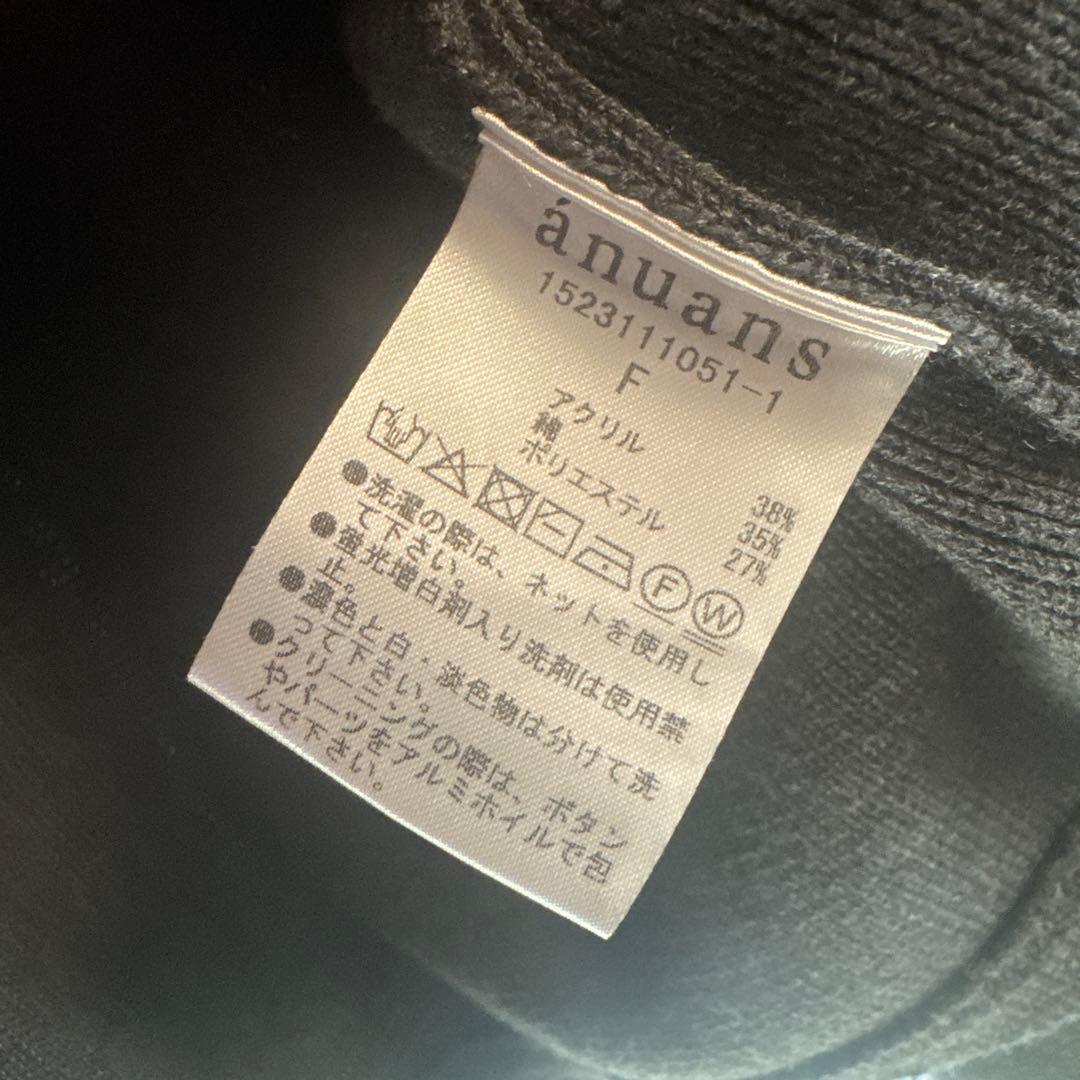 ánuans
1523111051-1
F
アクリル 38%
綿 35%
ポリエステル 27%
F W
●洗濯の際は、ネットを使用し
て下さい。
●蛍光増白剤入り洗剤は使用禁
止。
●濃色と白・淡色物は分けて洗
って下さい。
●クリーニングの際は、ボタン
やパーツをアルミホイルで包
んで下さい。